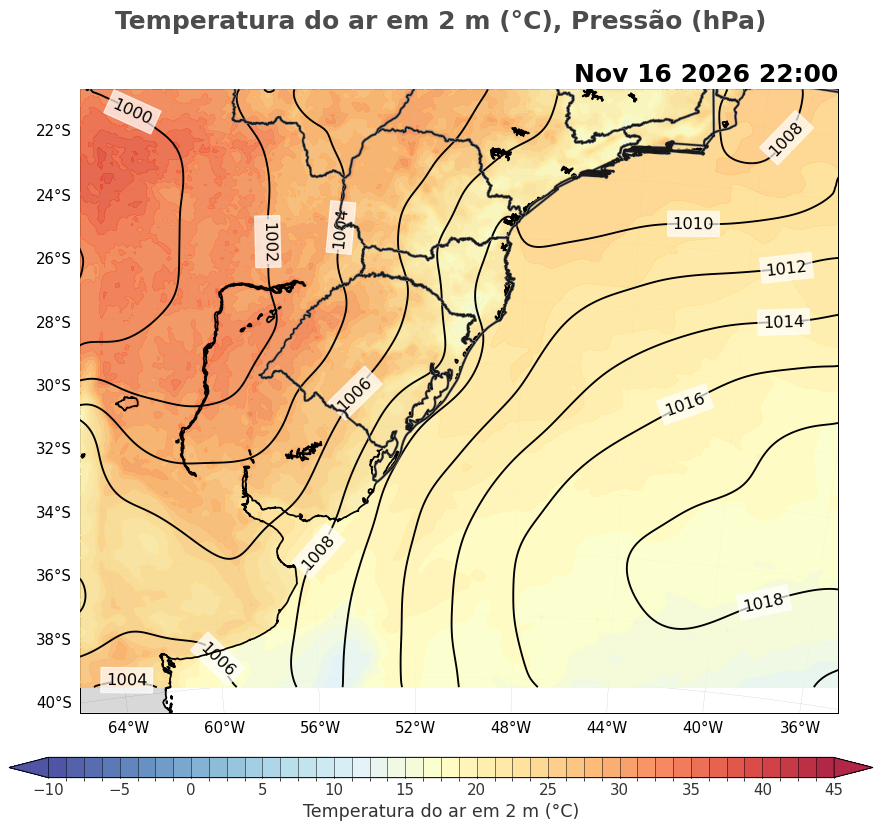 Temperatura do ar em 2 m (°C), Pressão (hPa)
Nov 16 2026 22:00
1000
1008
22°S
24°S
1002
1004
1010
26°S
1012
28°S
1014
30°S
1006
1016
32°S
34°S
1008
36°S
1018
38°S
1006
1004
40°S
64°W 60°W 56°W 52°W 48°W 44°W 40°W 36°W
−10 −5 0 5 10 15 20 25 30 35 40 45
Temperatura do ar em 2 m (°C)